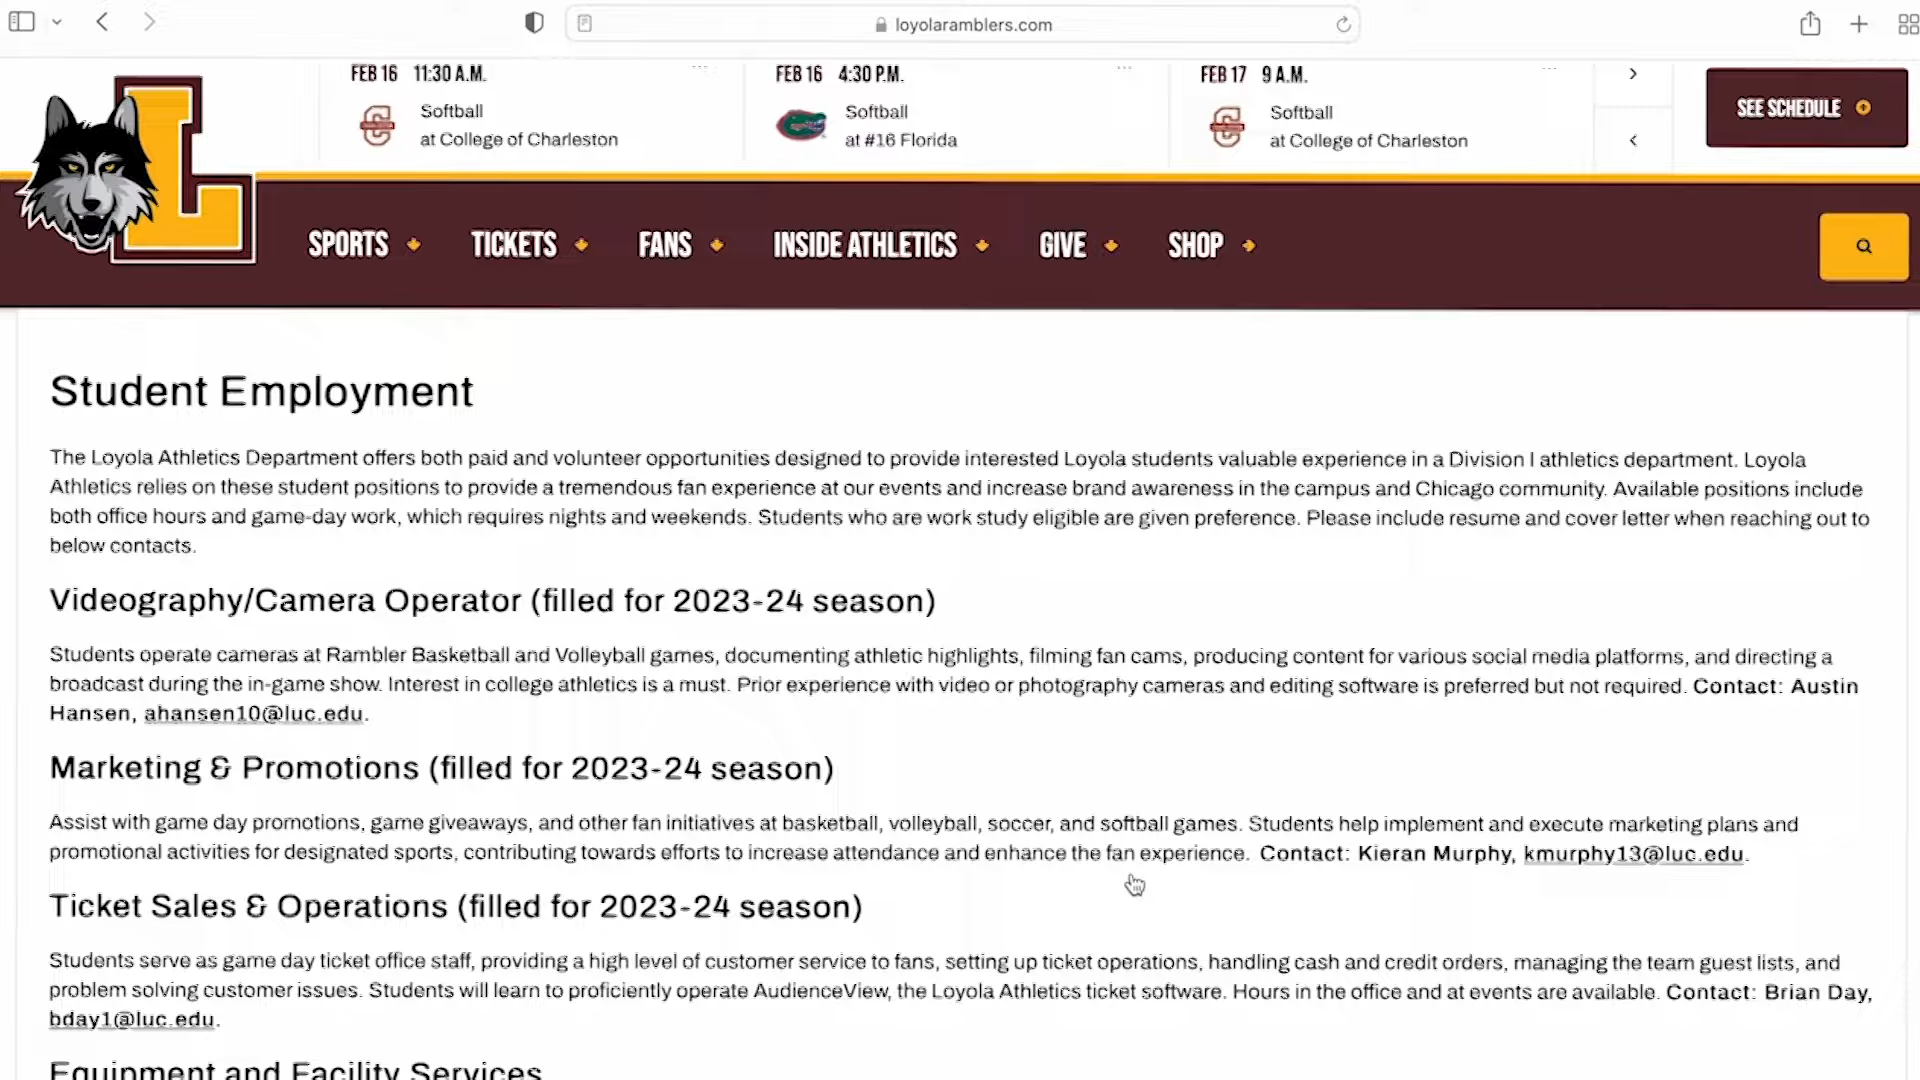 loyolaramblers.com
FEB 16 11:30 A.M.
Softball
at College of Charleston
FEB 16 4:30 P.M.
Softball
at #16 Florida
FEB 17 9 A.M.
Softball
at College of Charleston
SEE SCHEDULE
L
SPORTS TICKETS FANS INSIDE ATHLETICS GIVE SHOP
Student Employment
The Loyola Athletics Department offers both paid and volunteer opportunities designed to provide interested Loyola students valuable experience in a Division I athletics department. Loyola
Athletics relies on these student positions to provide a tremendous fan experience at our events and increase brand awareness in the campus and Chicago community. Available positions include
both office hours and game-day work, which requires nights and weekends. Students who are work study eligible are given preference. Please include resume and cover letter when reaching out to
below contacts.
Videography/Camera Operator (filled for 2023-24 season)
Students operate cameras at Rambler Basketball and Volleyball games, documenting athletic highlights, filming fan cams, producing content for various social media platforms, and directing a
broadcast during the in-game show. Interest in college athletics is a must. Prior experience with video or photography cameras and editing software is preferred but not required. Contact: Austin
Hansen, ahansen10@luc.edu.
Marketing & Promotions (filled for 2023-24 season)
Assist with game day promotions, game giveaways, and other fan initiatives at basketball, volleyball, soccer, and softball games. Students help implement and execute marketing plans and
promotional activities for designated sports, contributing towards efforts to increase attendance and enhance the fan experience. Contact: Kieran Murphy, kmurphy13@luc.edu.
Ticket Sales & Operations (filled for 2023-24 season)
Students serve as game day ticket office staff, providing a high level of customer service to fans, setting up ticket operations, handling cash and credit orders, managing the team guest lists, and
problem solving customer issues. Students will learn to proficiently operate AudienceView, the Loyola Athletics ticket software. Hours in the office and at events are available. Contact: Brian Day,
bday1@luc.edu.
Equipment and Facility Services